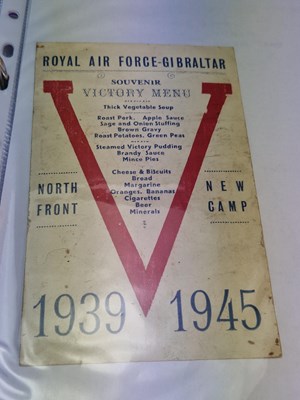 ROYAL AIR FORCE-GIBRALTAR
SOUVENIR
VICTORY MENU
Thick Vegetable Soup
Roast Pork, Apple Sauce
Sage and Onion Stuffing
Brown Gravy
Roast Potatoes, Green Peas
Steamed Victory Pudding
Brandy Sauce
Mince Pies
Cheese & Biscuits
Bread
Margarine
Oranges, Bananas
Cigarettes
Beer
Minerals
NORTH FRONT
NEW CAMP
1939 V 1945